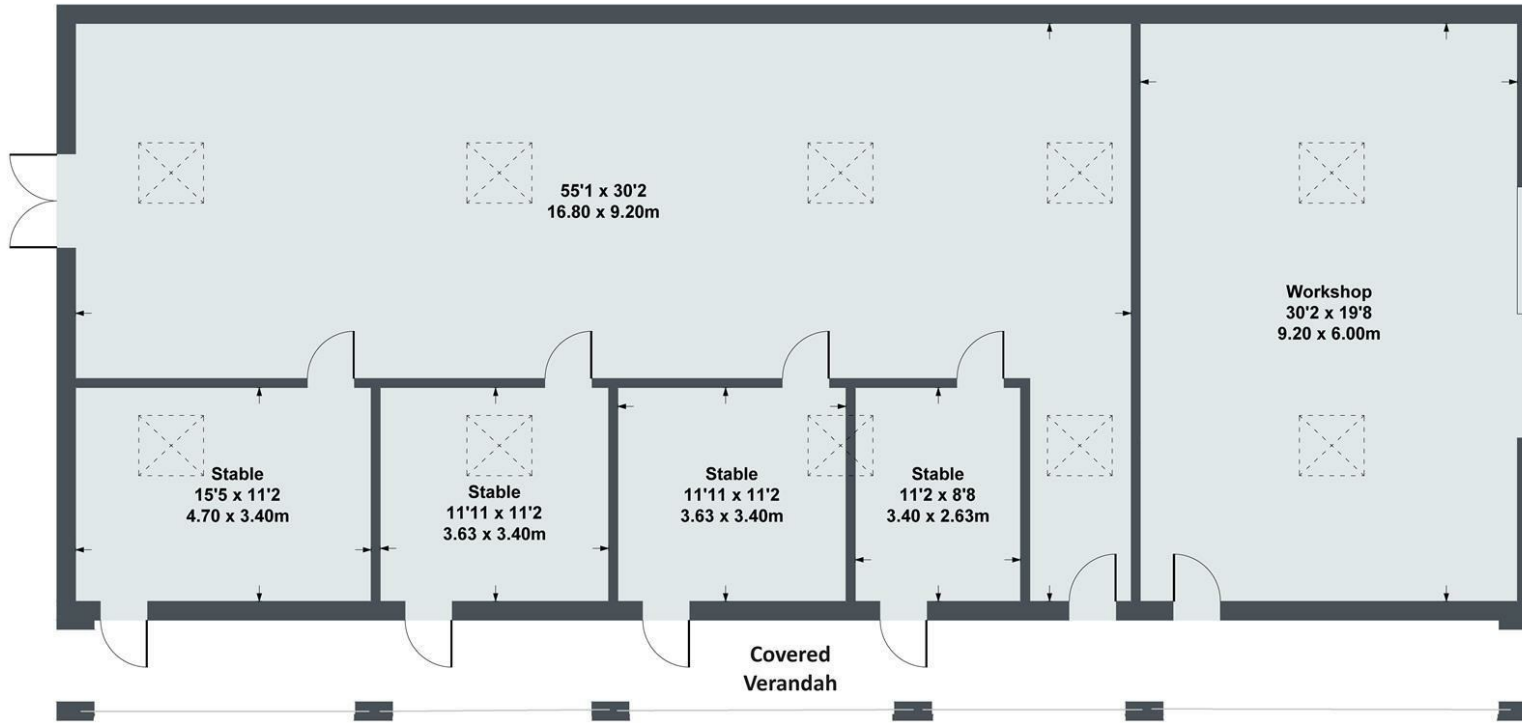 55'1 x 30'2
16.80 x 9.20m
Workshop
30'2 x 19'8
9.20 x 6.00m
Stable
15'5 x 11'2
4.70 x 3.40m
Stable
11'11 x 11'2
3.63 x 3.40m
Stable
11'11 x 11'2
3.63 x 3.40m
Stable
11'2 x 8'8
3.40 x 2.63m
Covered
Verandah